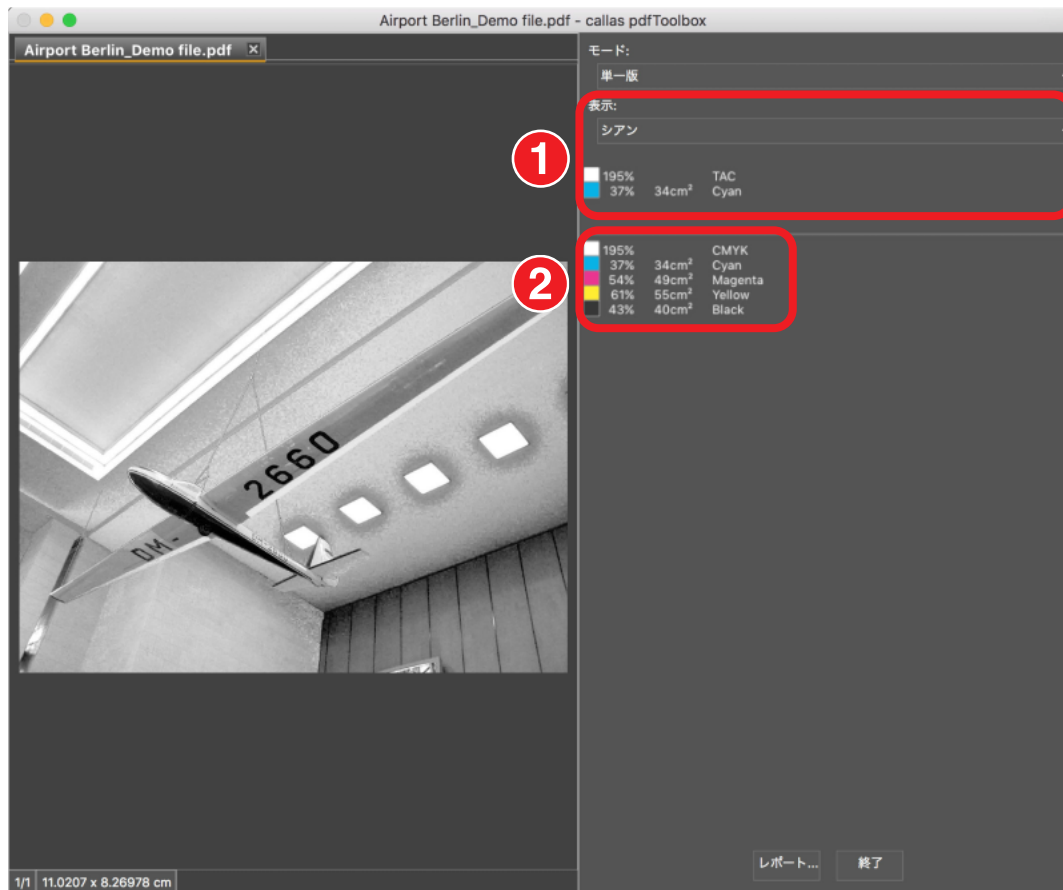 Airport Berlin_Demo file.pdf - callas pdfToolbox
Airport Berlin_Demo file.pdf
モード:
単一版
表示:
シアン
1
195% TAC
37% 34cm² Cyan
2
195% CMYK
37% 34cm² Cyan
54% 49cm² Magenta
61% 55cm² Yellow
43% 40cm² Black
2660
DM-
レポート... 終了
1/1 11.0207 x 8.26978 cm